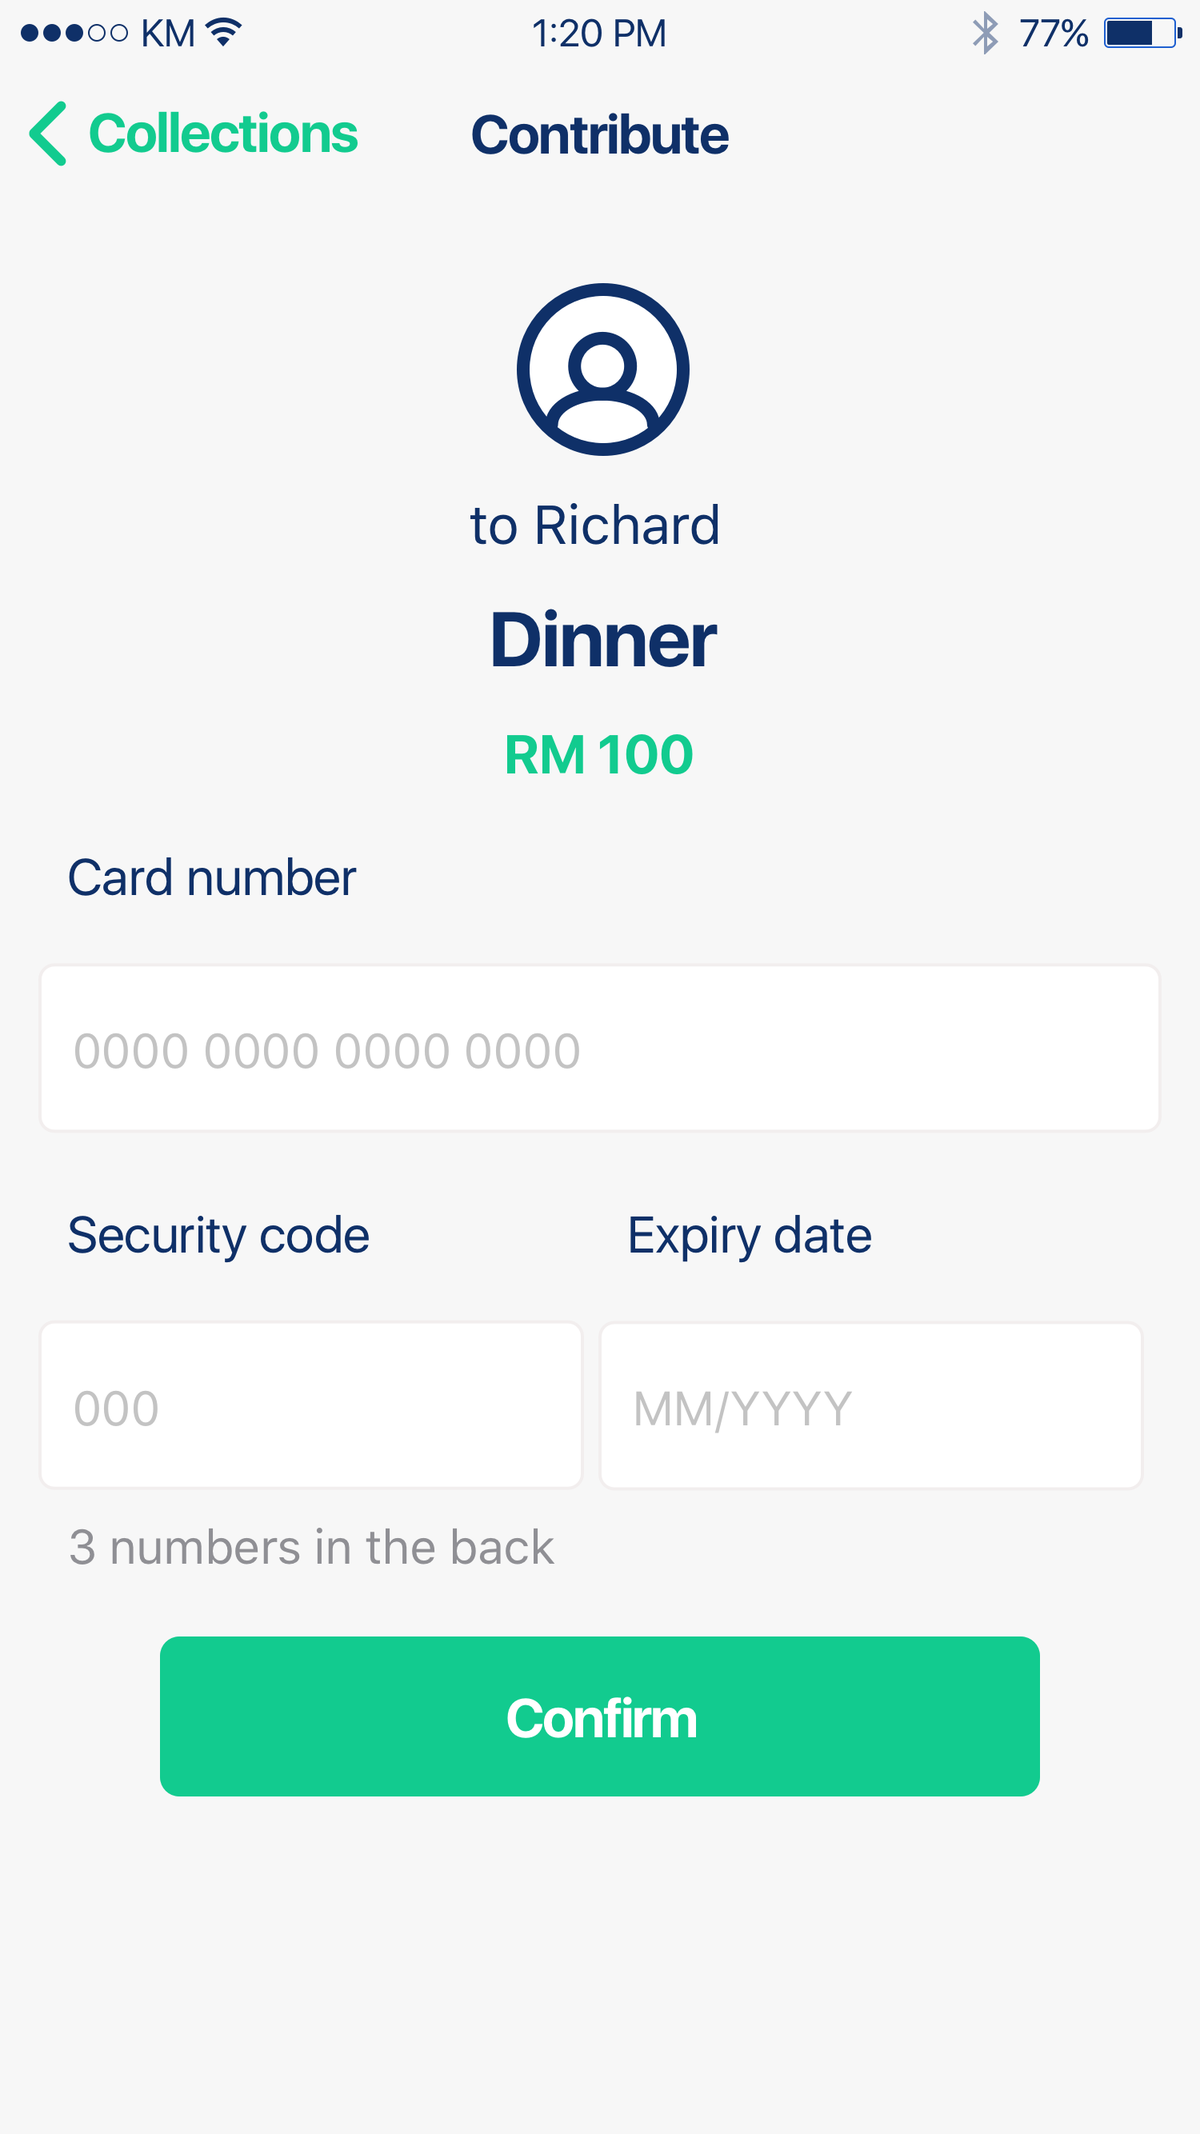 KM 1:20 PM 77%
Collections Contribute
to Richard
Dinner
RM 100
Card number
0000 0000 0000 0000
Security code Expiry date
000 MM/YYYY
3 numbers in the back
Confirm